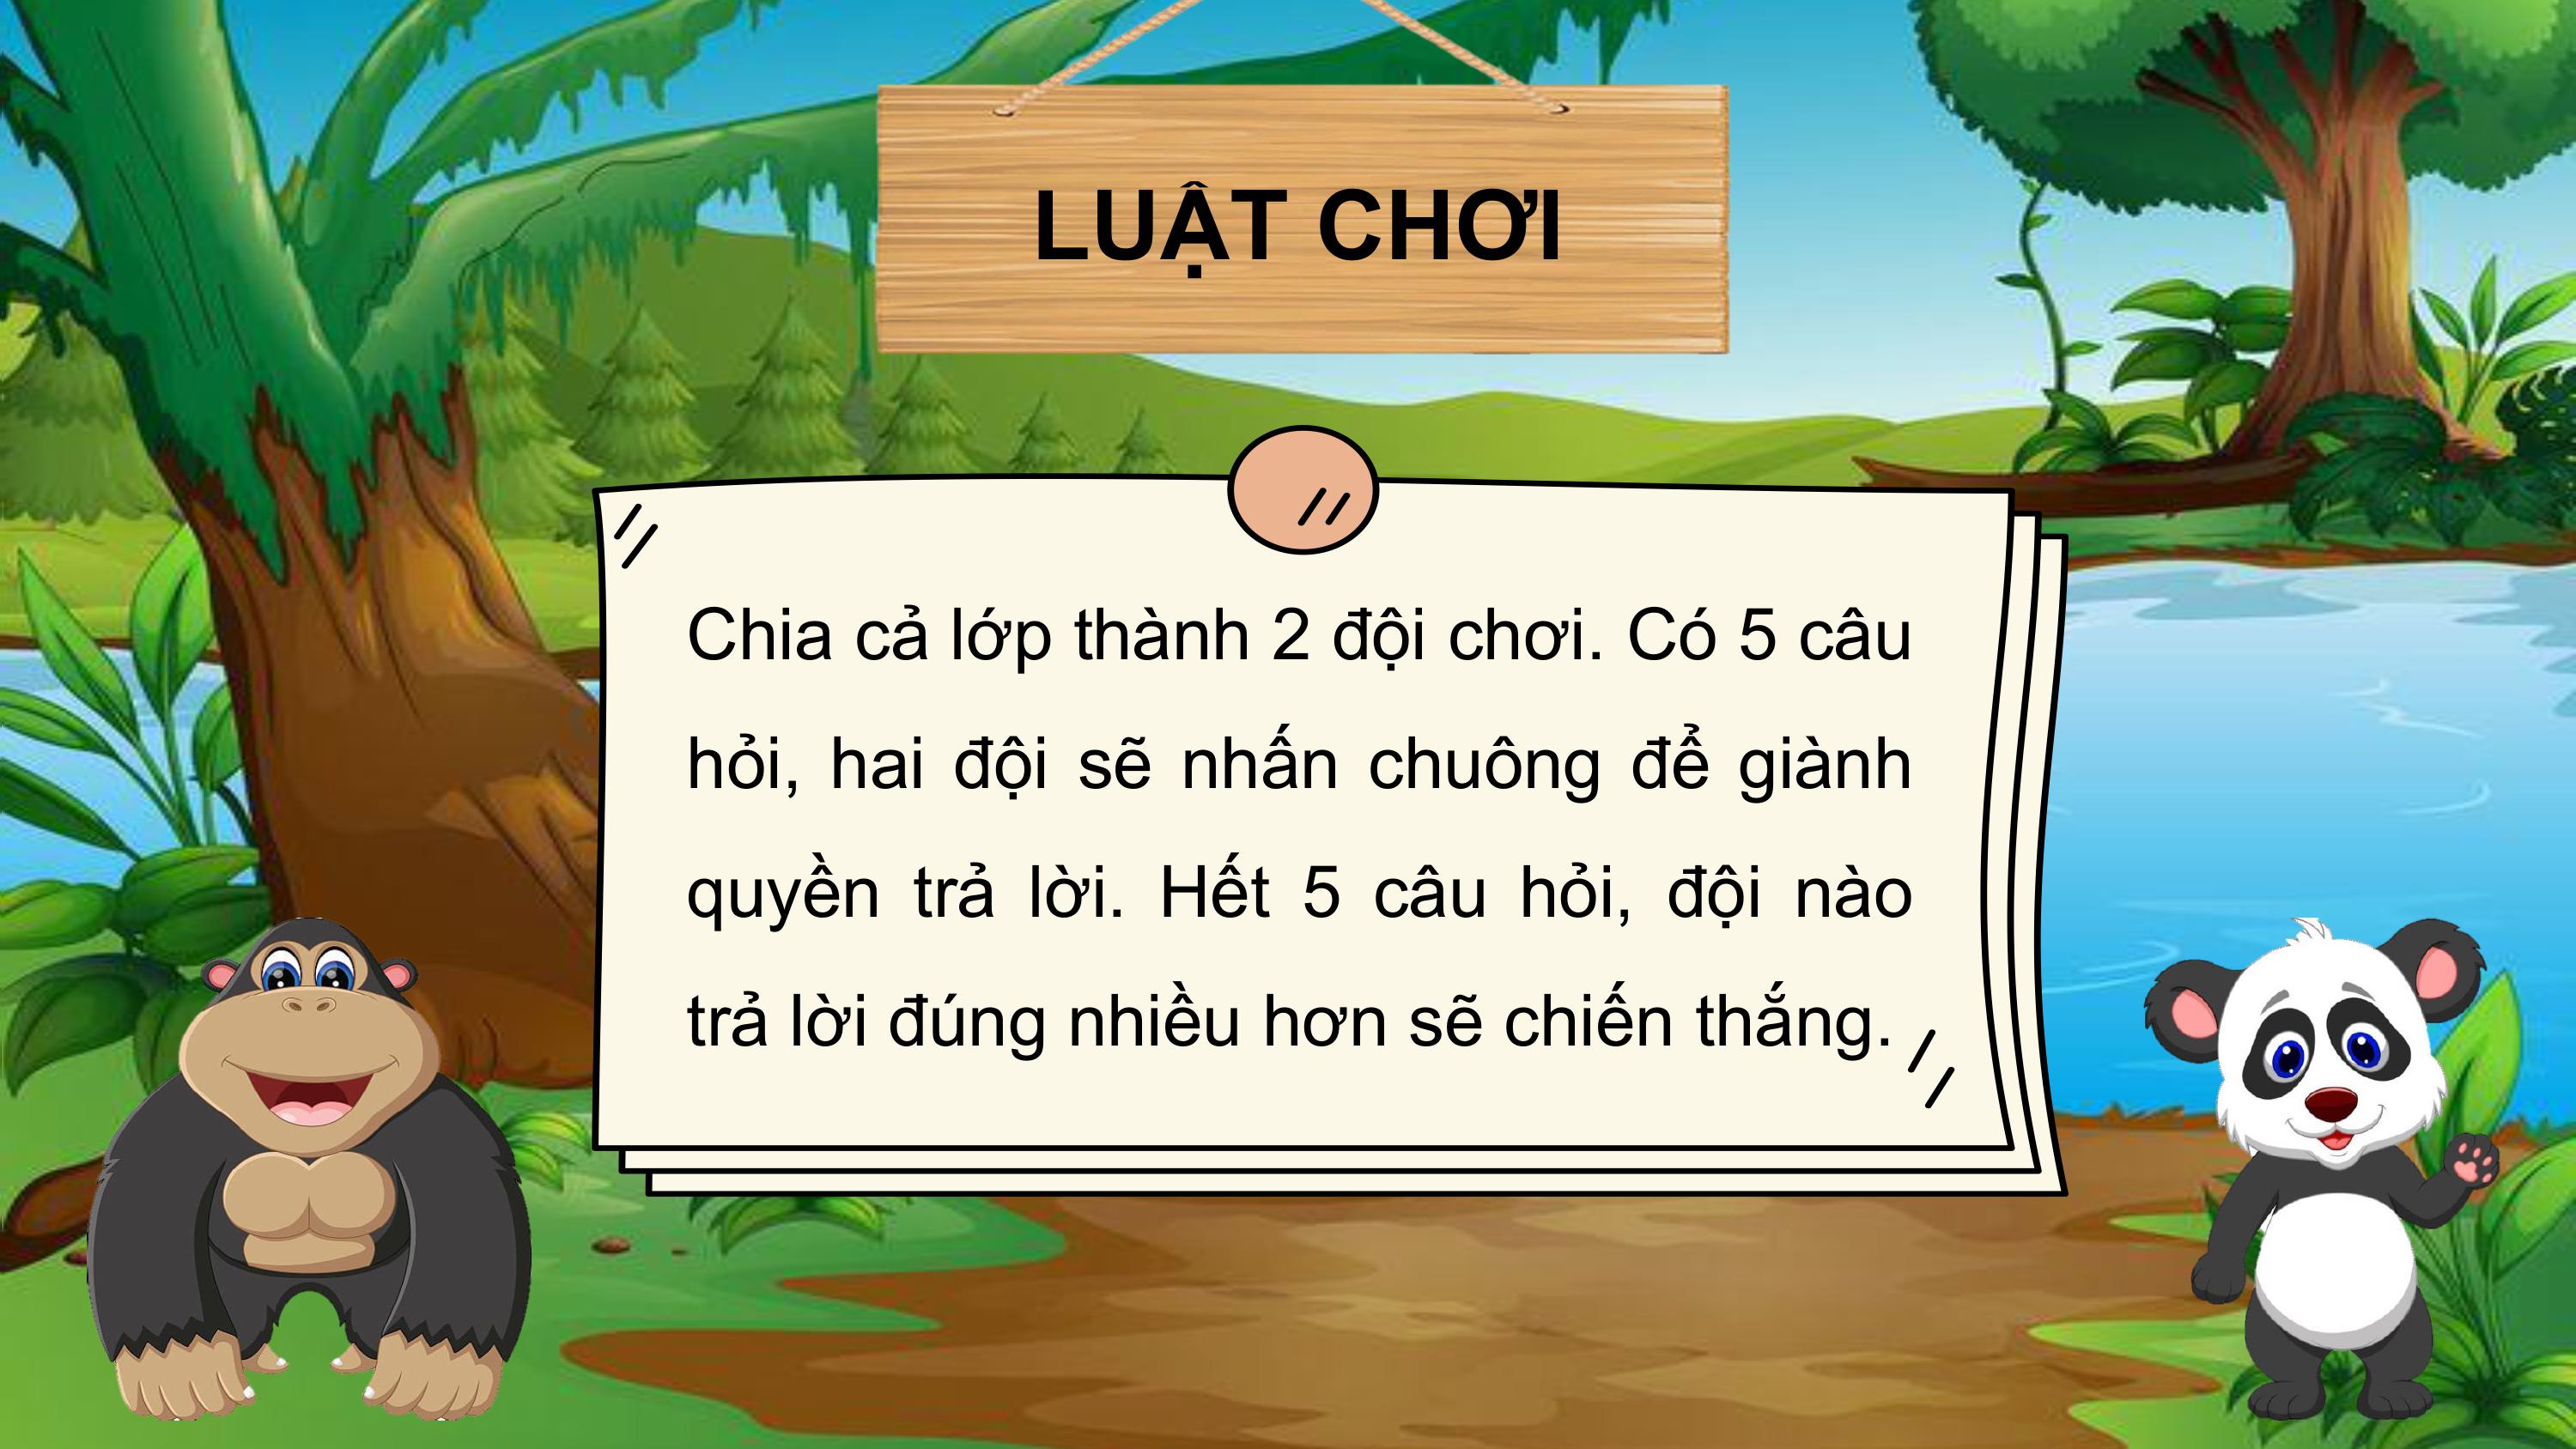 LUẬT CHƠI
Chia cả lớp thành 2 đội chơi. Có 5 câu
hỏi, hai đội sẽ nhấn chuông để giành
quyền trả lời. Hết 5 câu hỏi, đội nào
trả lời đúng nhiều hơn sẽ chiến thắng.